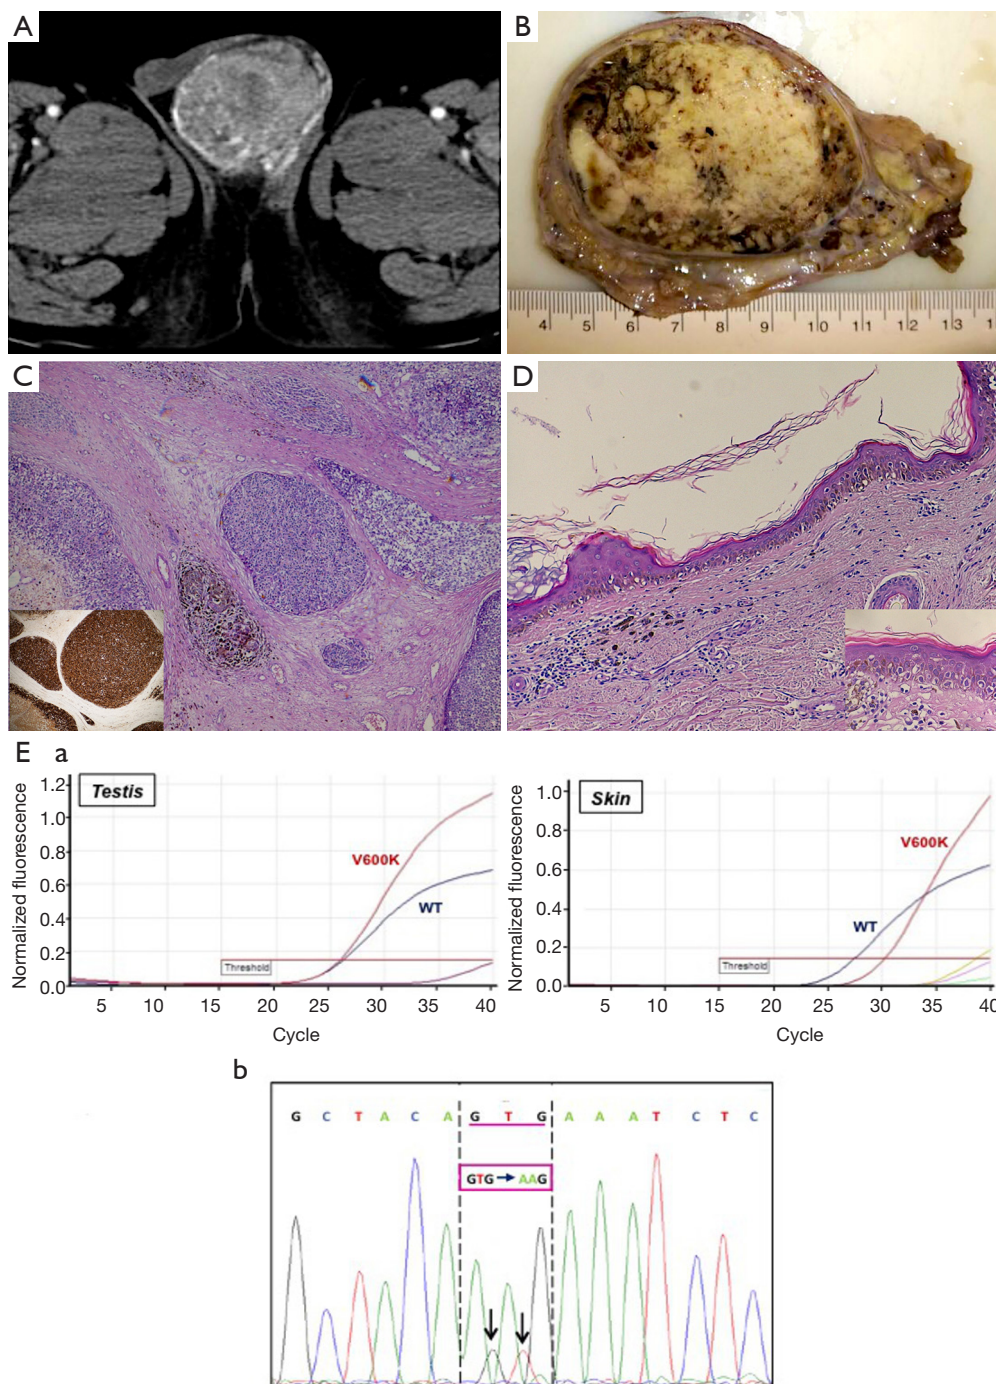 A
B
4 5 6 7 8 9 10 11 12 13 1
C
D
E a
Normalized fluorescence
1.2
1.0
0.8
0.6
0.4
0.2
0.0
Testis
V600K
WT
Threshold
5 10 15 20 25 30 35 40
Cycle
Normalized fluorescence
1.0
0.8
0.6
0.4
0.2
0.0
Skin
V600K
WT
Threshold
5 10 15 20 25 30 35 40
Cycle
b
G C T A C A G T G A A A T C T C
GTG→AAG